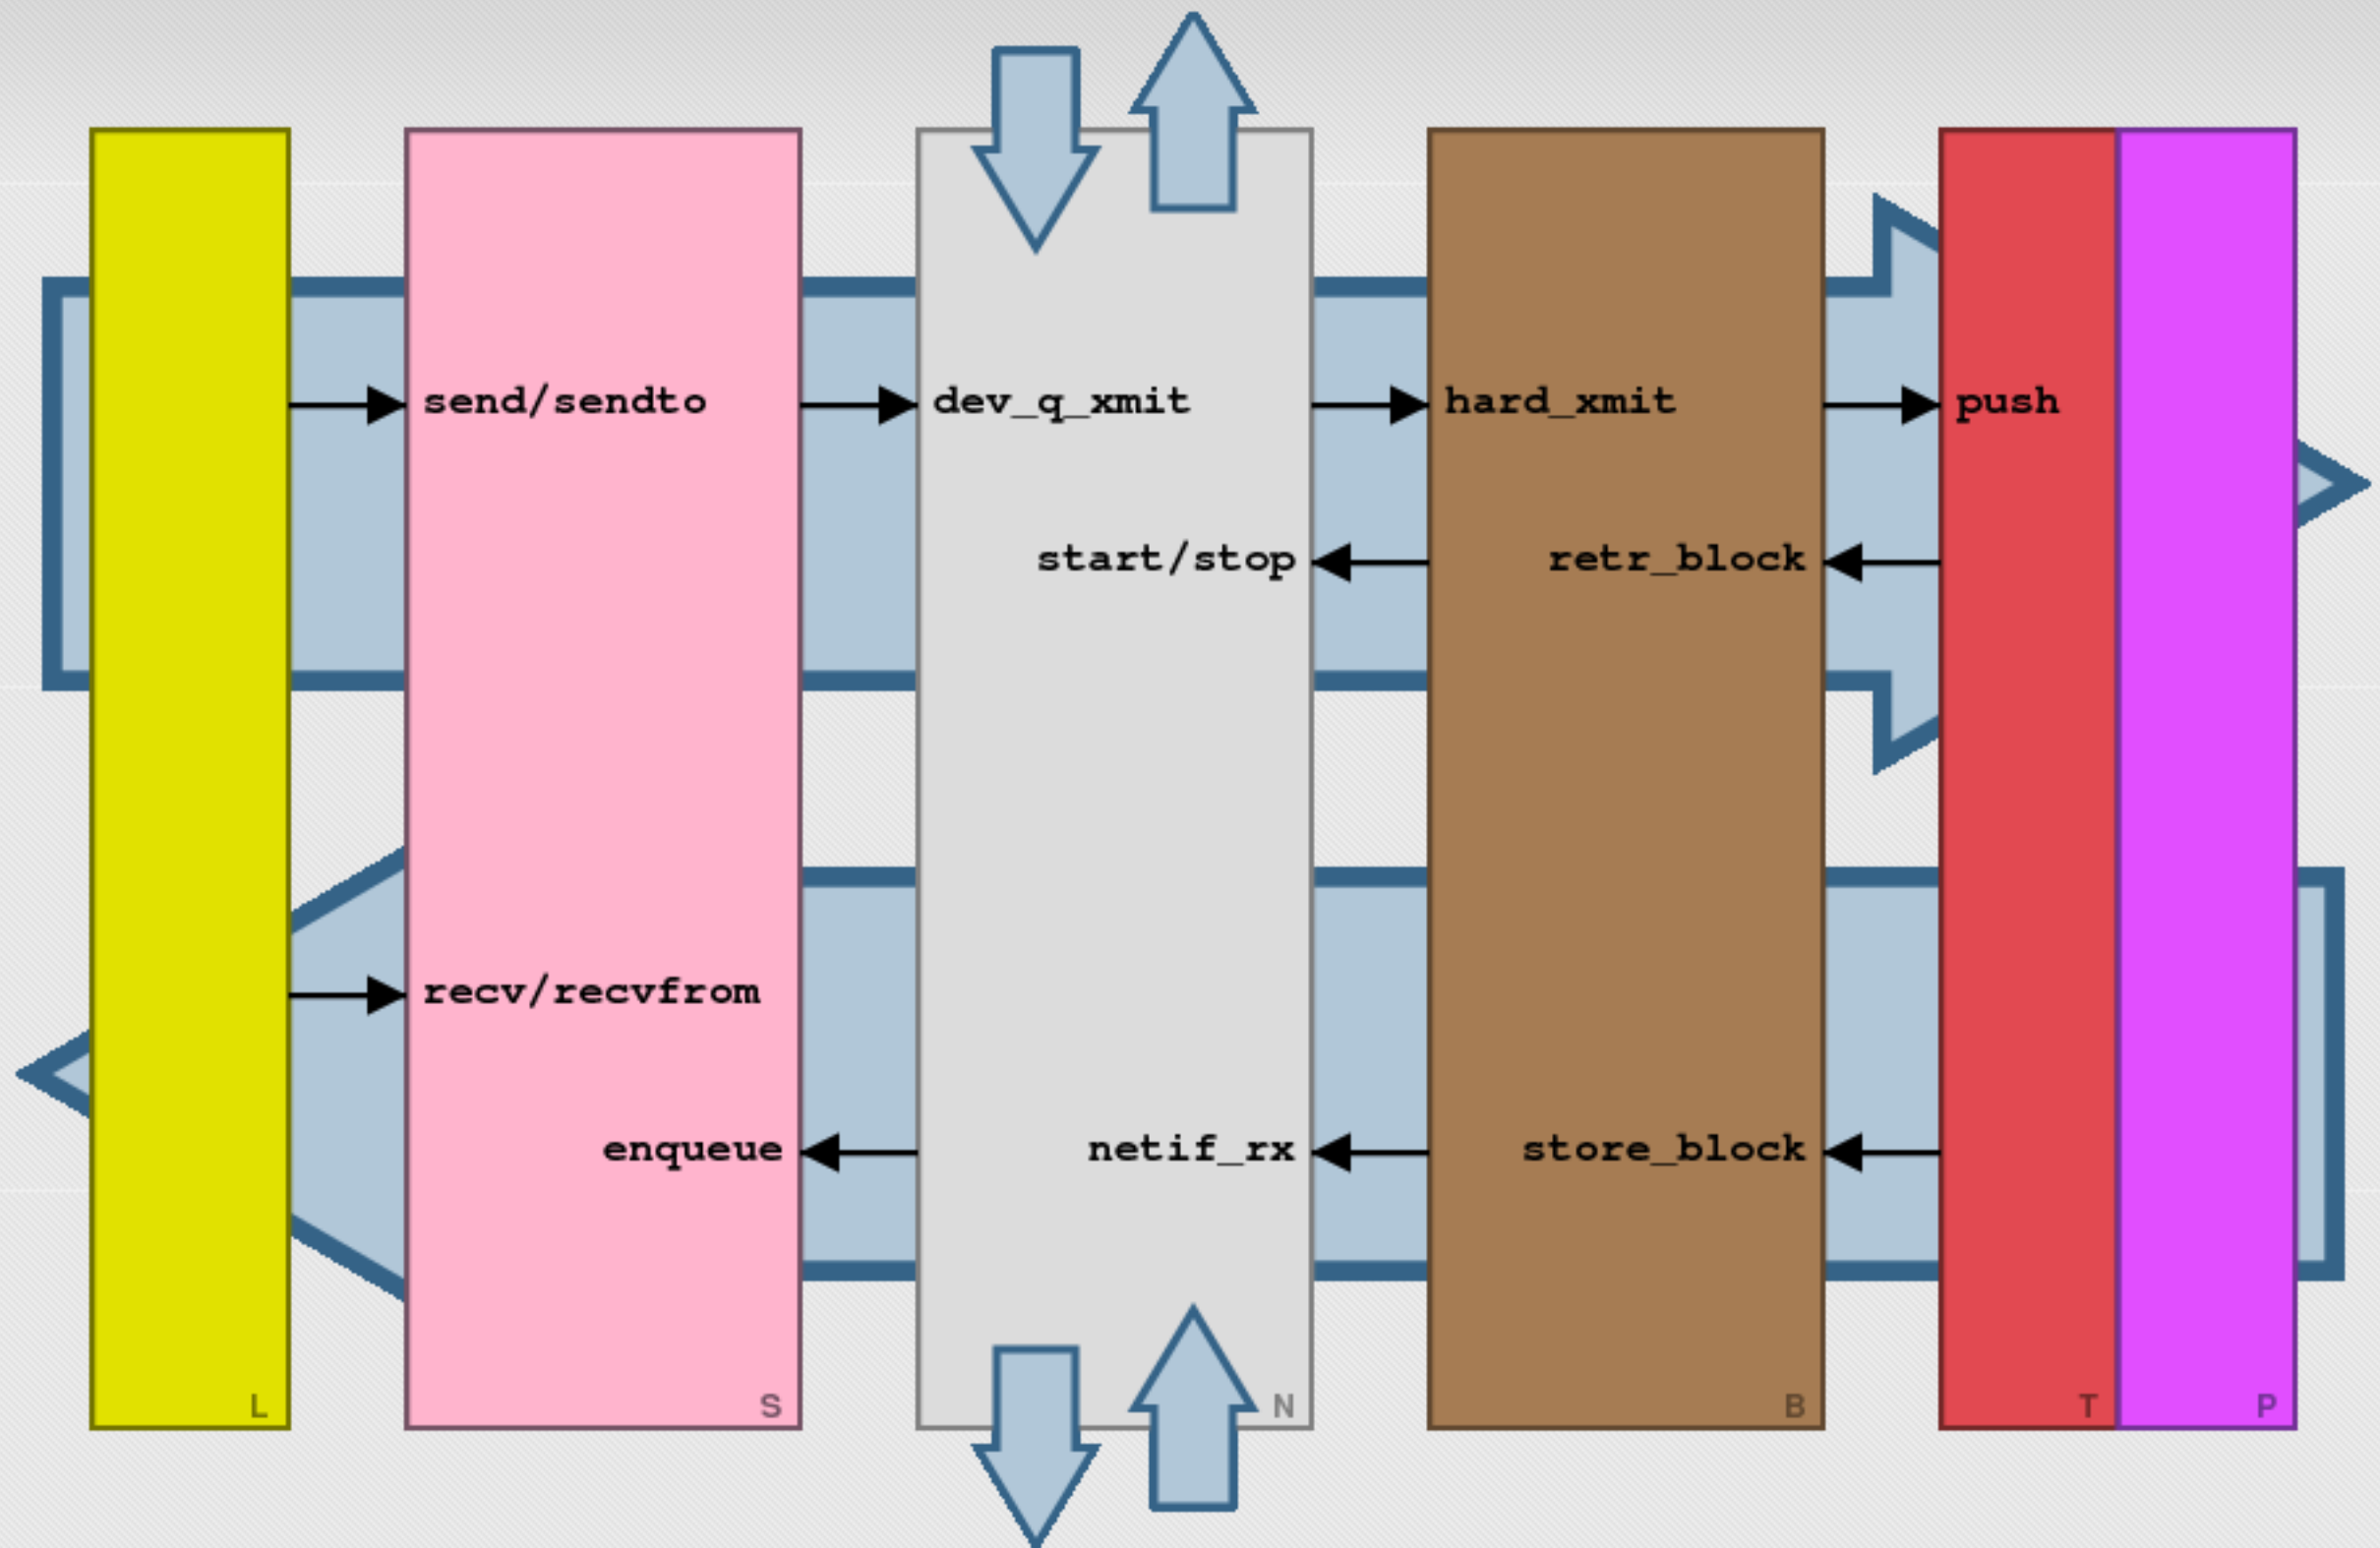 send/sendto
dev_q_xmit
hard_xmit
push
start/stop
retr_block
recv/recvfrom
enqueue
netif_rx
store_block
L
S
N
B
T
P